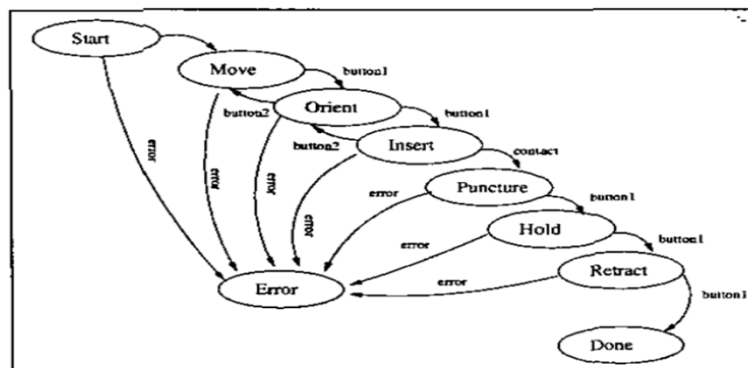 Start
Move
button1
Orient
button2
button1
Insert
button2
contact
error
error
error
error
error
Puncture
button1
Hold
error
button1
Retract
error
Error
button1
Done